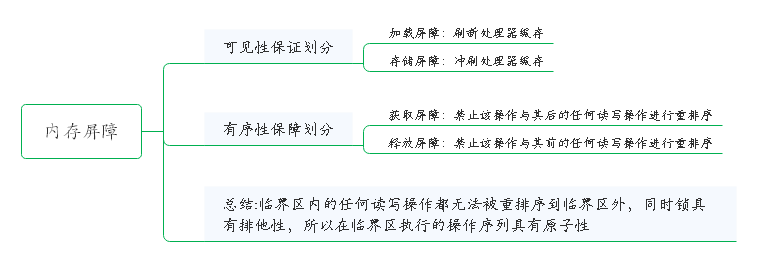 内存屏障
可见性保证划分
加载屏障：刷新处理器缓存
存储屏障：冲刷处理器缓存
有序性保障划分
获取屏障：禁止该操作与其后的任何读写操作进行重排序
释放屏障：禁止该操作与其前的任何读写操作进行重排序
总结:临界区内的任何读写操作都无法被重排序到临界区外，同时锁具
有排他性，所以在临界区执行的操作序列具有原子性